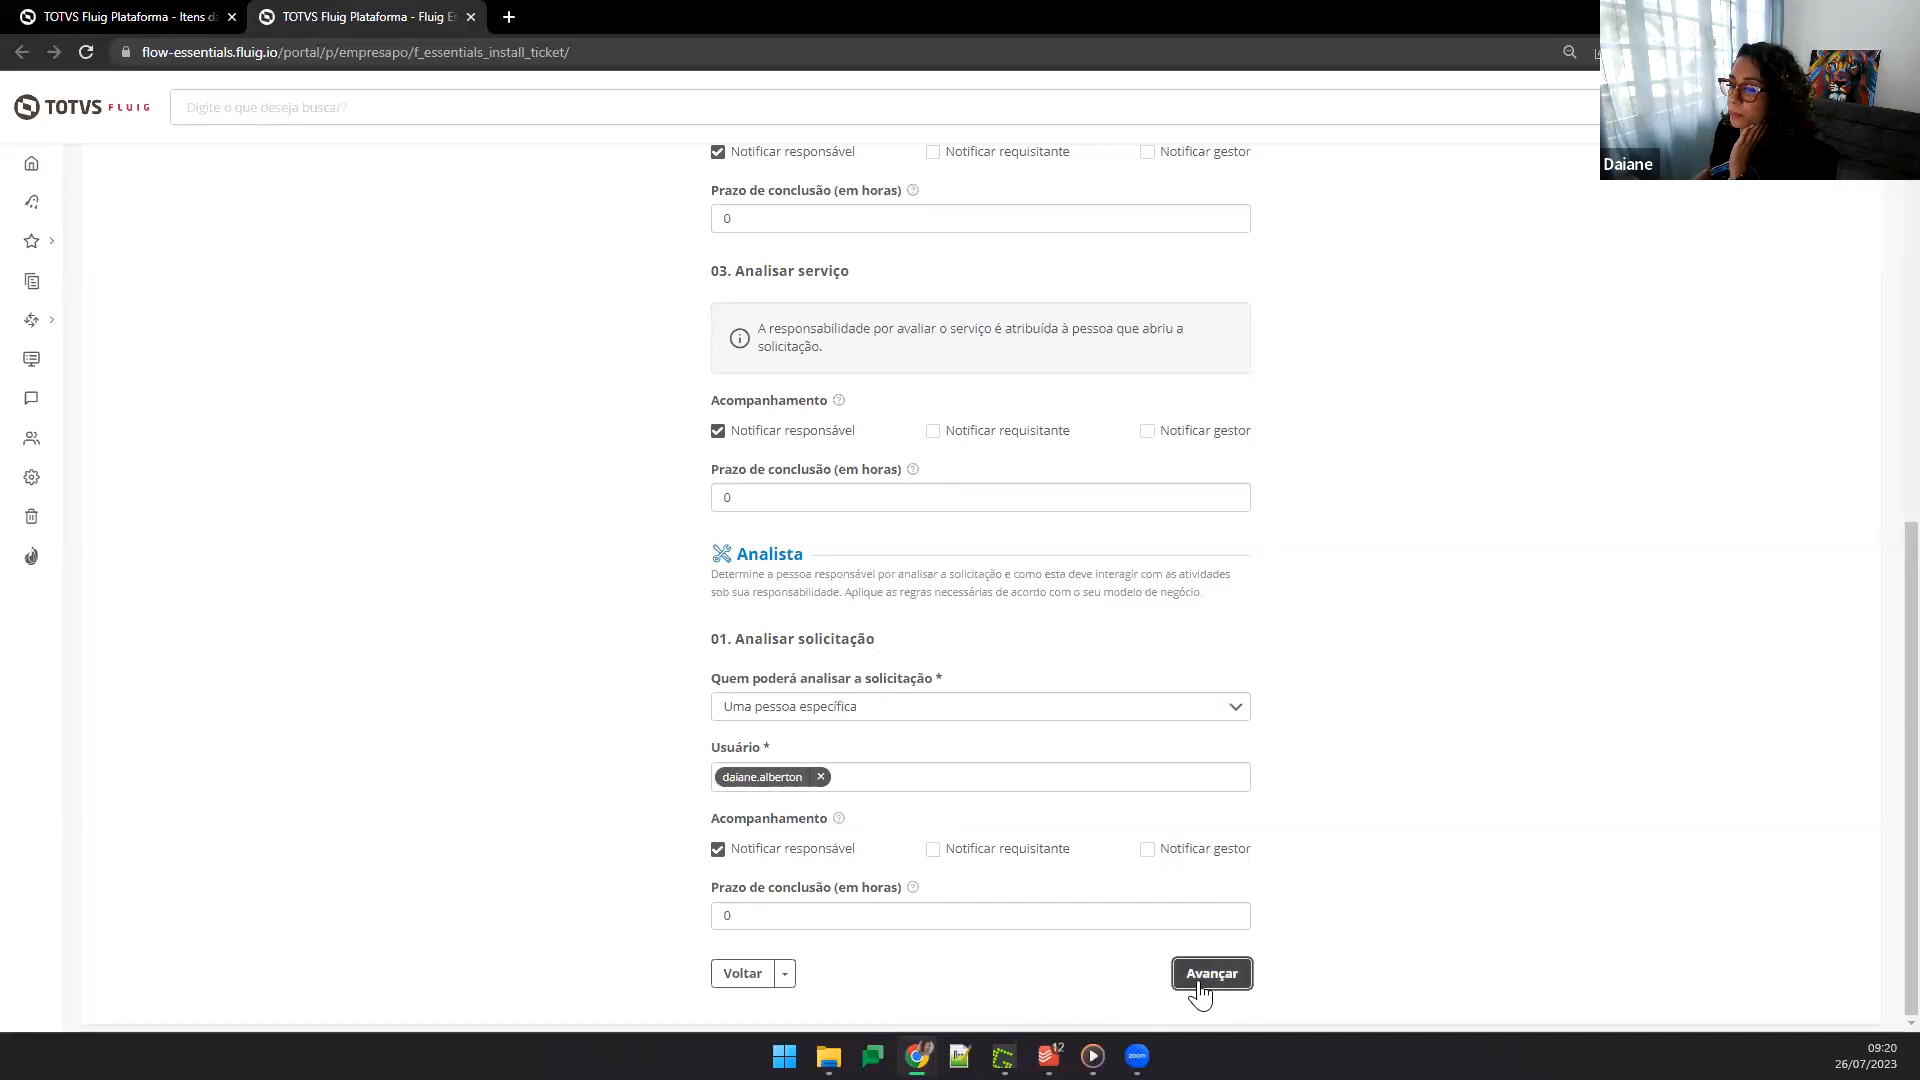 TOTVS Fluig Plataforma - Itens da
TOTVS Fluig Plataforma - Fluig Es
flow-essentials.fluig.io/portal/p/empresapo/f_essentials_install_ticket/
TOTVS FLUIG
Digite o que deseja buscar?
Daiane
Notificar responsável
Notificar requisitante
Notificar gestor
Prazo de conclusão (em horas)
0
03. Analisar serviço
A responsabilidade por avaliar o serviço é atribuída à pessoa que abriu a
solicitação.
Acompanhamento
Notificar responsável
Notificar requisitante
Notificar gestor
Prazo de conclusão (em horas)
0
Analista
Determine a pessoa responsável por analisar a solicitação e como esta deve interagir com as atividades
sob sua responsabilidade. Aplique as regras necessárias de acordo com o seu modelo de negócio.
01. Analisar solicitação
Quem poderá analisar a solicitação *
Uma pessoa específica
Usuário *
daiane.alberton
Acompanhamento
Notificar responsável
Notificar requisitante
Notificar gestor
Prazo de conclusão (em horas)
0
Voltar
Avançar
12
zoom
09:20
26/07/2023